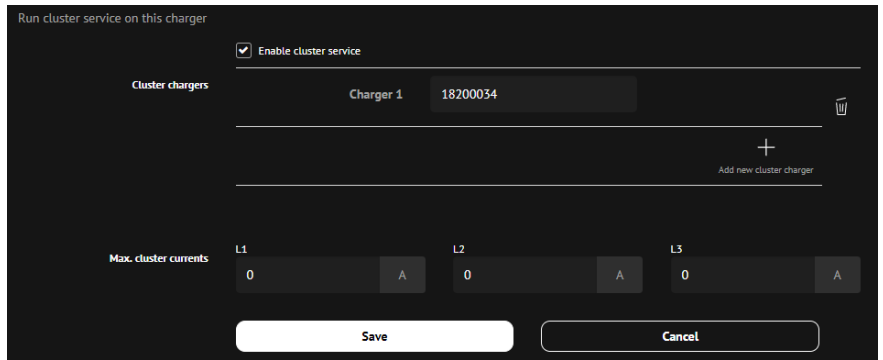 Run cluster service on this charger
Enable cluster service
Cluster chargers
Charger 1
18200034
Add new cluster charger
Max. cluster currents
L1
L2
L3
0 A
0 A
0 A
Save
Cancel